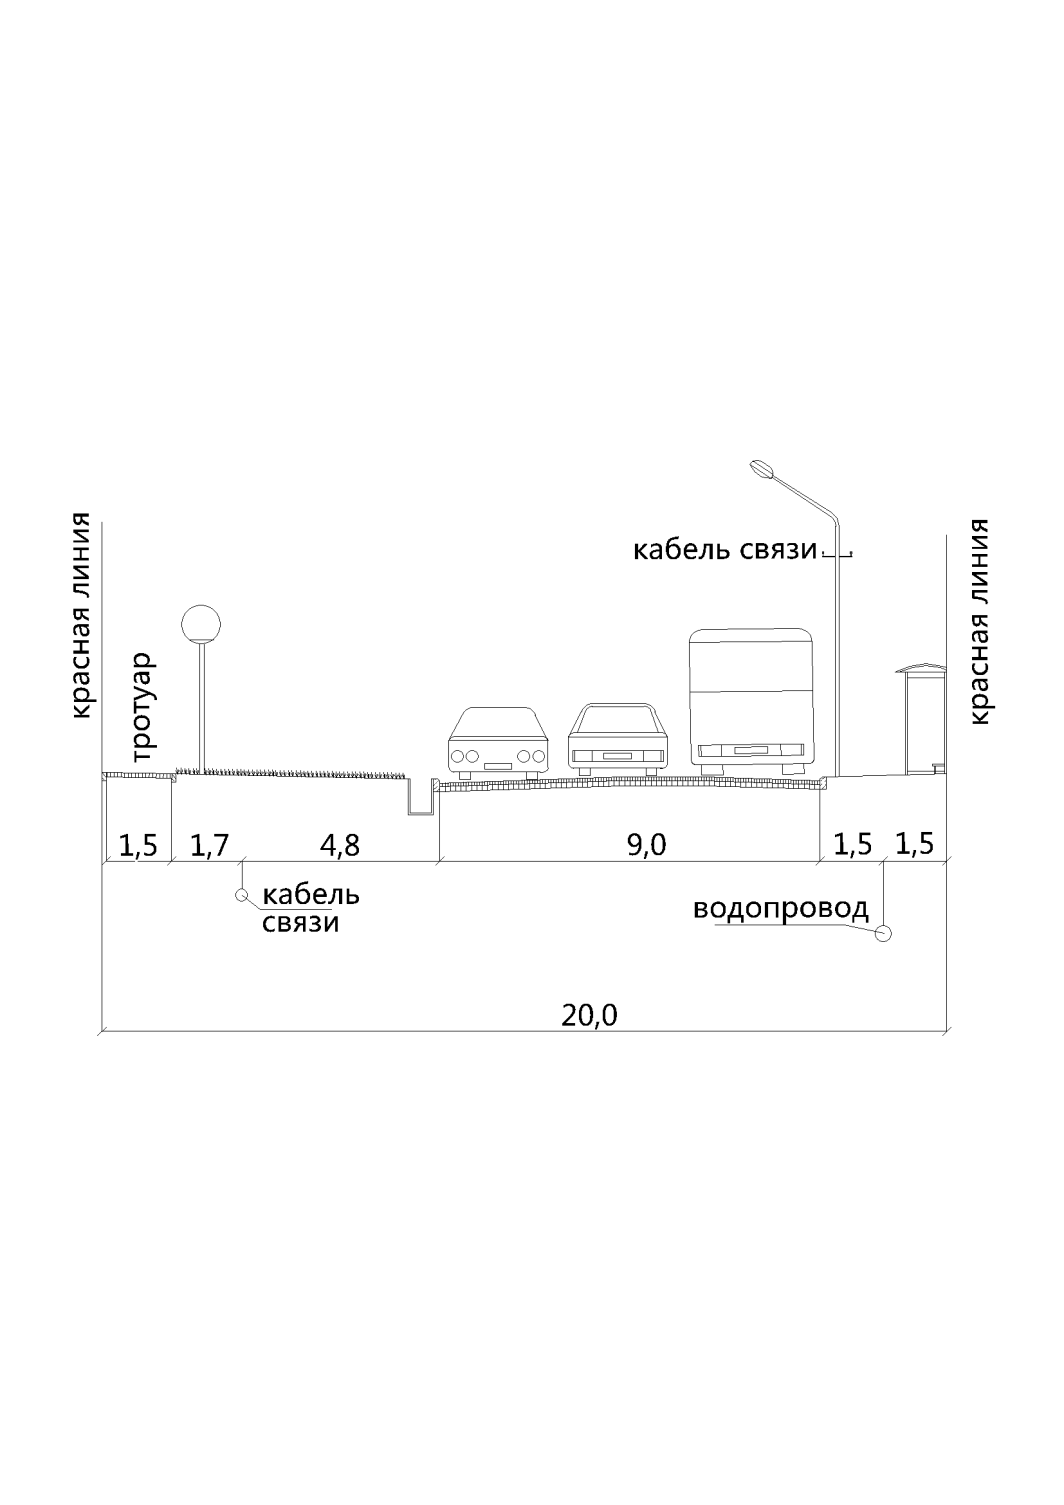 красная линия
тротуар
кабель связи
красная линия
1,5
1,7
4,8
9,0
1,5
1,5
кабель
связи
водопровод
20,0